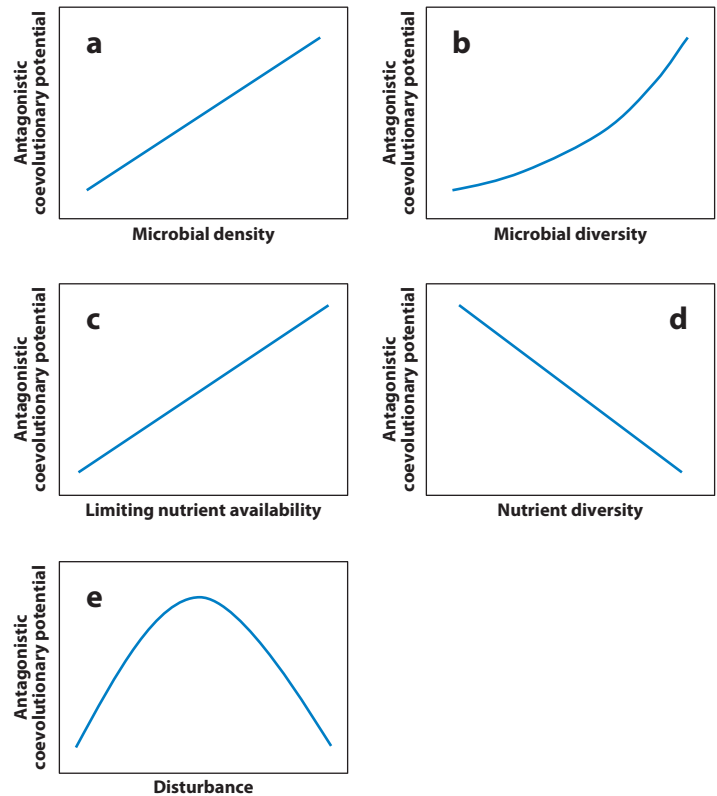 a
Antagonistic
coevolutionary potential
Microbial density
b
Antagonistic
coevolutionary potential
Microbial diversity
c
Antagonistic
coevolutionary potential
Limiting nutrient availability
d
Antagonistic
coevolutionary potential
Nutrient diversity
e
Antagonistic
coevolutionary potential
Disturbance